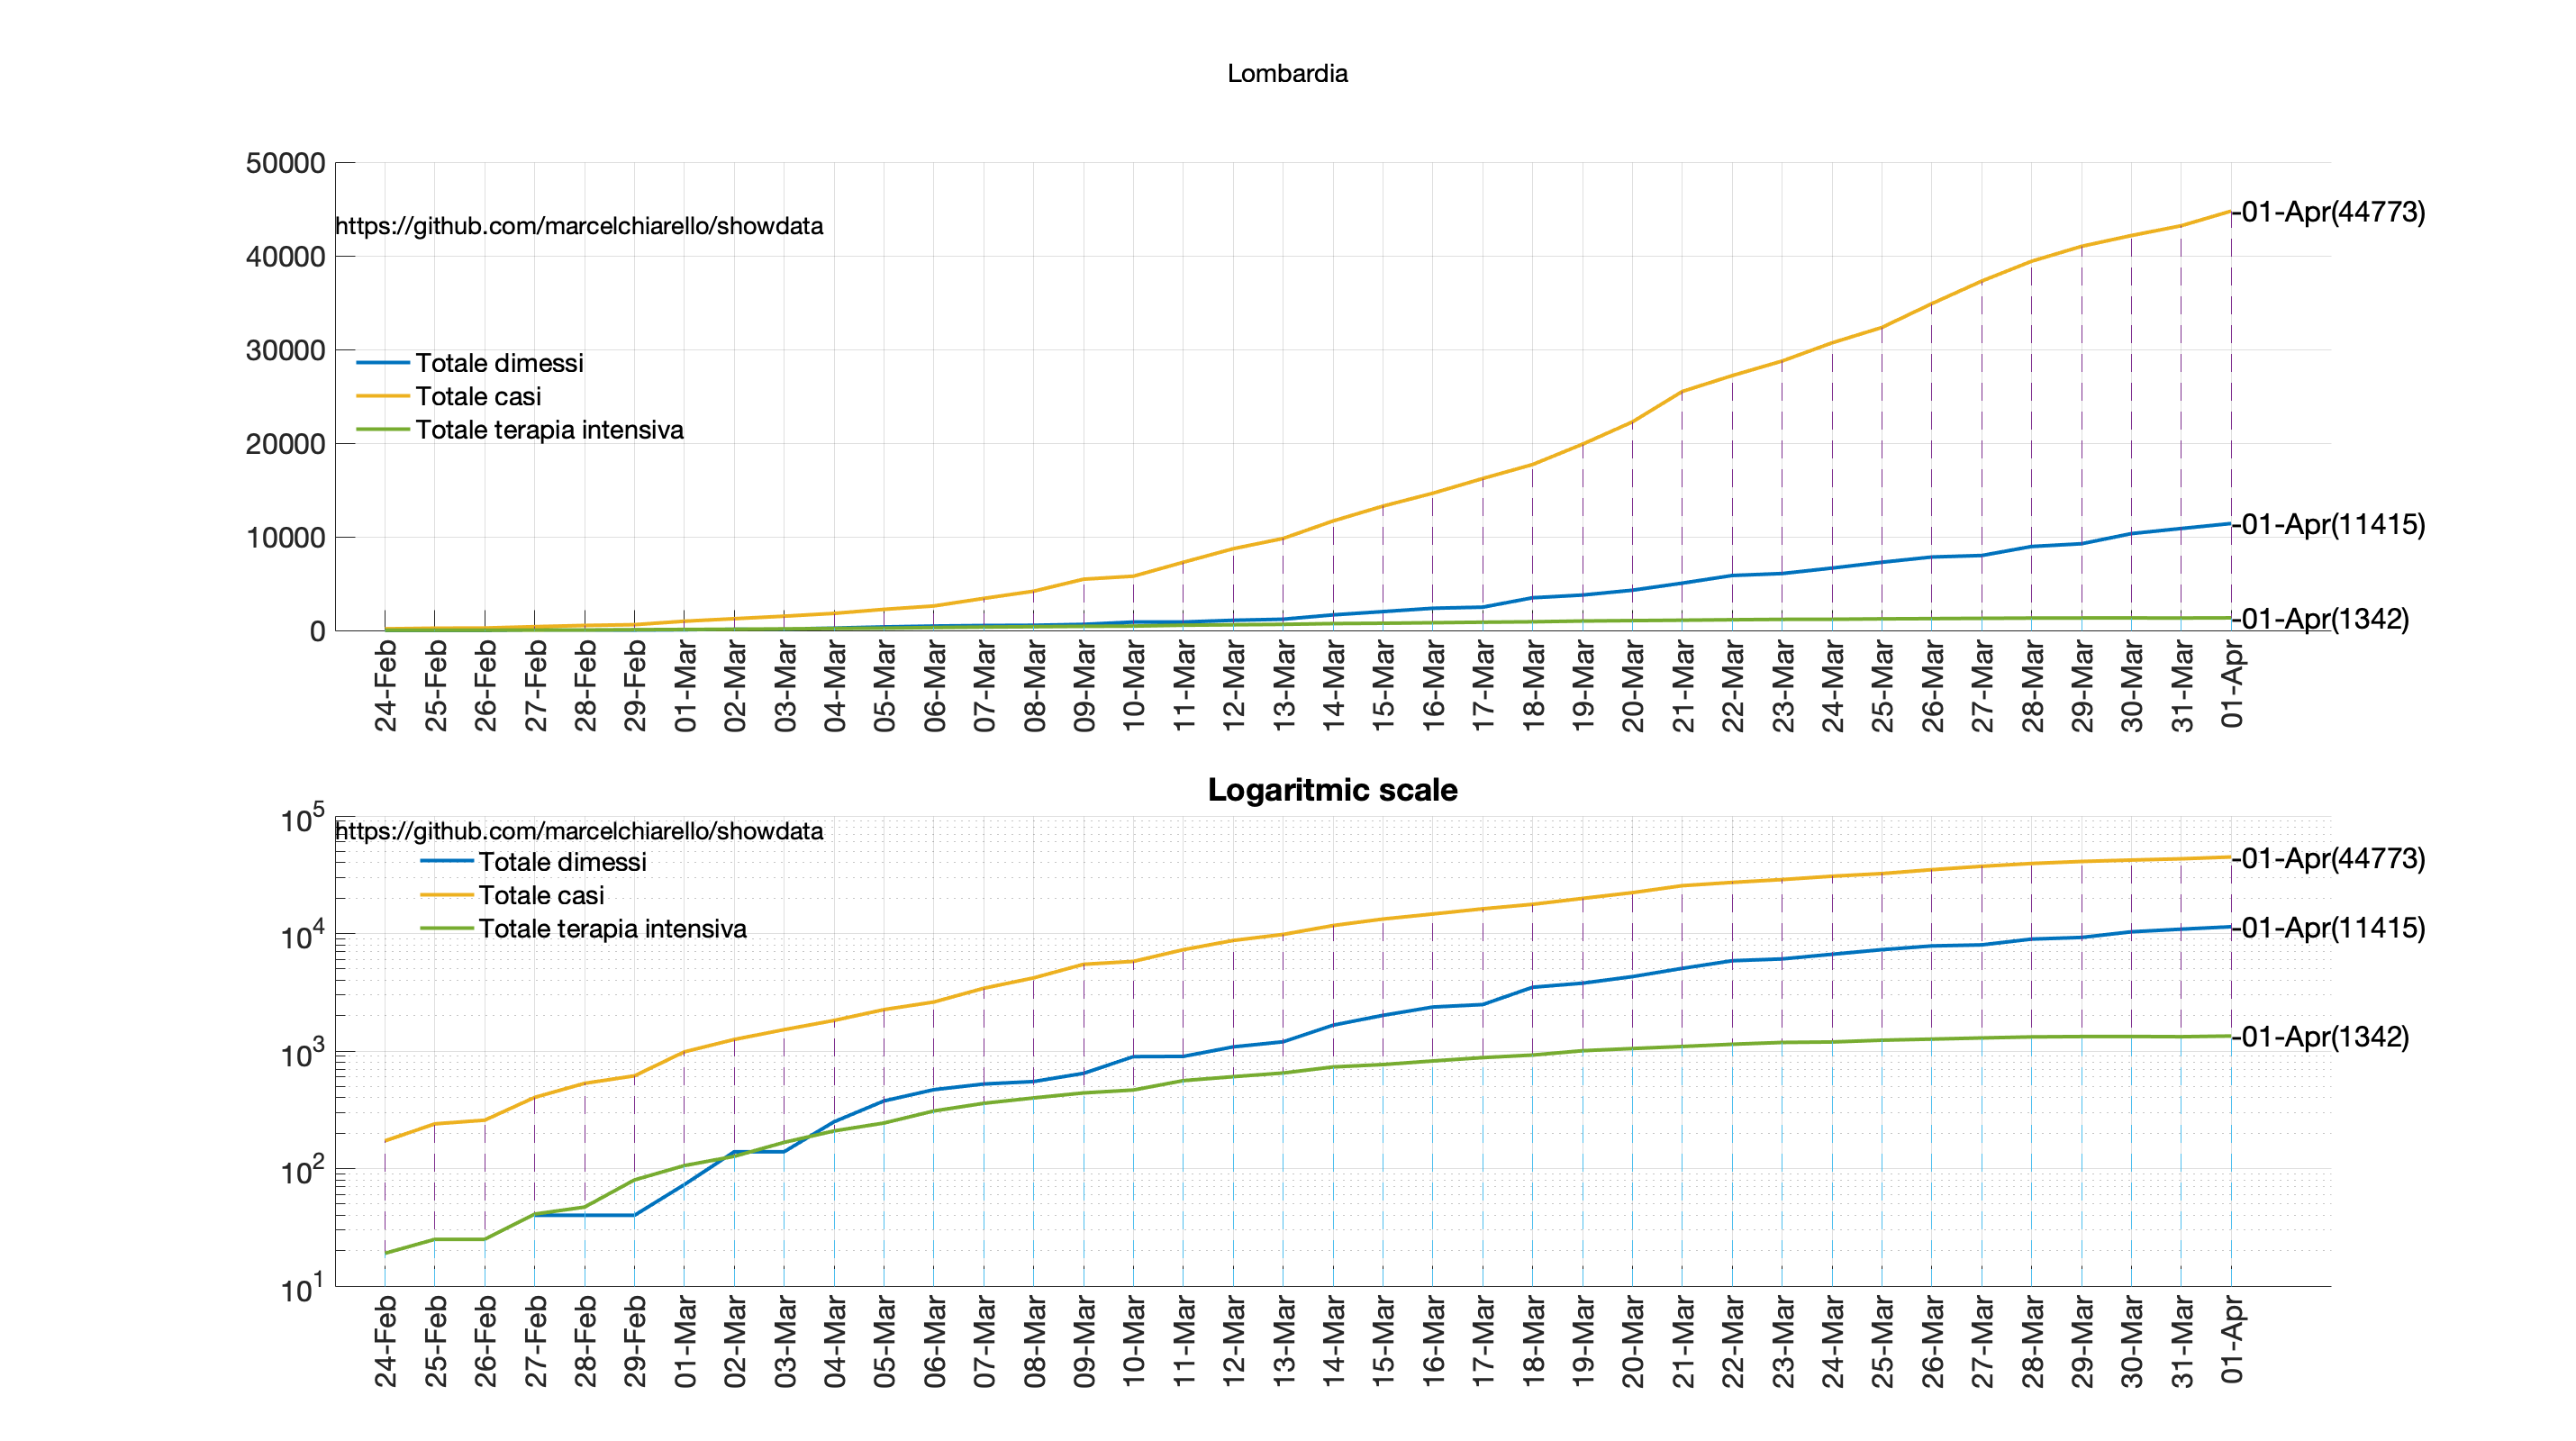 Lombardia
50000
40000
30000
20000
10000
0
https://github.com/marcelchiarello/showdata
Totale dimessi
Totale casi
Totale terapia intensiva
-01-Apr(44773)
-01-Apr(11415)
-01-Apr(1342)
24-Feb
25-Feb
26-Feb
27-Feb
28-Feb
29-Feb
01-Mar
02-Mar
03-Mar
04-Mar
05-Mar
06-Mar
07-Mar
08-Mar
09-Mar
10-Mar
11-Mar
12-Mar
13-Mar
14-Mar
15-Mar
16-Mar
17-Mar
18-Mar
19-Mar
20-Mar
21-Mar
22-Mar
23-Mar
24-Mar
25-Mar
26-Mar
27-Mar
28-Mar
29-Mar
30-Mar
31-Mar
01-Apr
Logaritmic scale
10^5
10^4
10^3
10^2
10^1
https://github.com/marcelchiarello/showdata
Totale dimessi
Totale casi
Totale terapia intensiva
-01-Apr(44773)
-01-Apr(11415)
-01-Apr(1342)
24-Feb
25-Feb
26-Feb
27-Feb
28-Feb
29-Feb
01-Mar
02-Mar
03-Mar
04-Mar
05-Mar
06-Mar
07-Mar
08-Mar
09-Mar
10-Mar
11-Mar
12-Mar
13-Mar
14-Mar
15-Mar
16-Mar
17-Mar
18-Mar
19-Mar
20-Mar
21-Mar
22-Mar
23-Mar
24-Mar
25-Mar
26-Mar
27-Mar
28-Mar
29-Mar
30-Mar
31-Mar
01-Apr